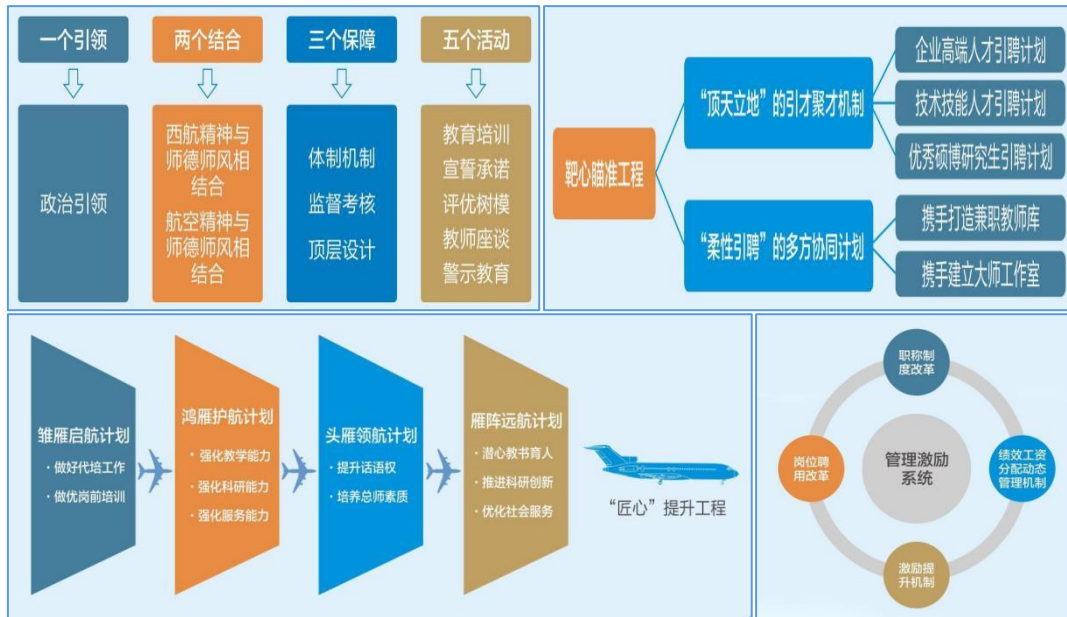 一个引领
两个结合
三个保障
五个活动
政治引领
西航精神与
师德师风相
结合
航空精神与
师德师风相
结合
体制机制
监督考核
顶层设计
教育培训
宣誓承诺
评优树模
教师座谈
警示教育
靶心瞄准工程
“顶天立地”的引才聚才机制
企业高端人才引聘计划
技术技能人才引聘计划
优秀硕博研究生引聘计划
“柔性引聘”的多方协同计划
携手打造兼职教师库
携手建立大师工作室
雏雁启航计划
· 做好代培工作
· 做优岗前培训
鸿雁护航计划
· 强化教学能力
· 强化科研能力
· 强化服务能力
头雁领航计划
· 提升话语权
· 培养总师素质
雁阵远航计划
· 潜心教书育人
· 推进科研创新
· 优化社会服务
“匠心”提升工程
职称制
度改革
岗位聘
用改革
管理激励
系统
绩效工资
分配动态
管理机制
激励提
升机制